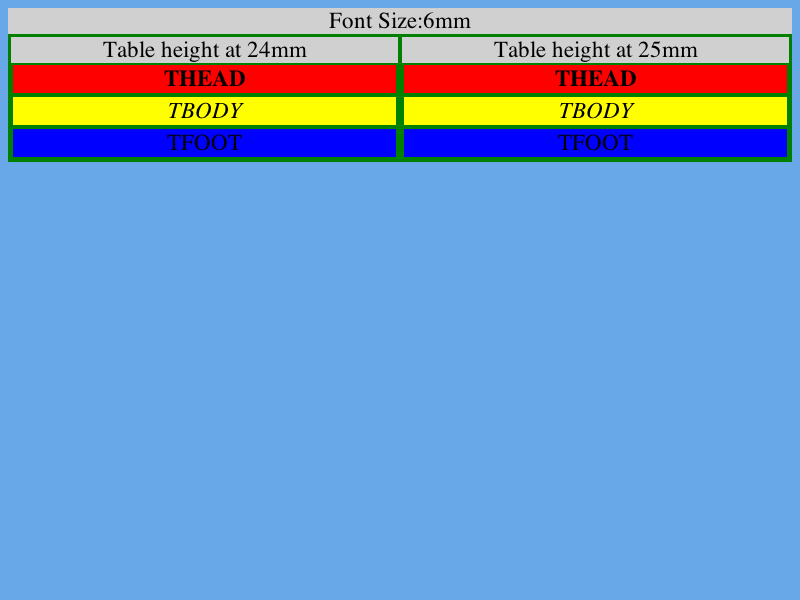 Font Size:6mm
Table height at 24mm Table height at 25mm
THEAD THEAD
TBODY TBODY
TFOOT TFOOT